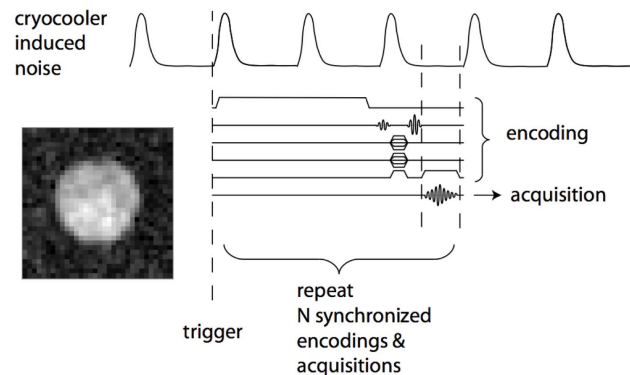 cryocooler
induced
noise
encoding
acquisition
trigger
repeat
N synchronized
encodings &
acquisitions